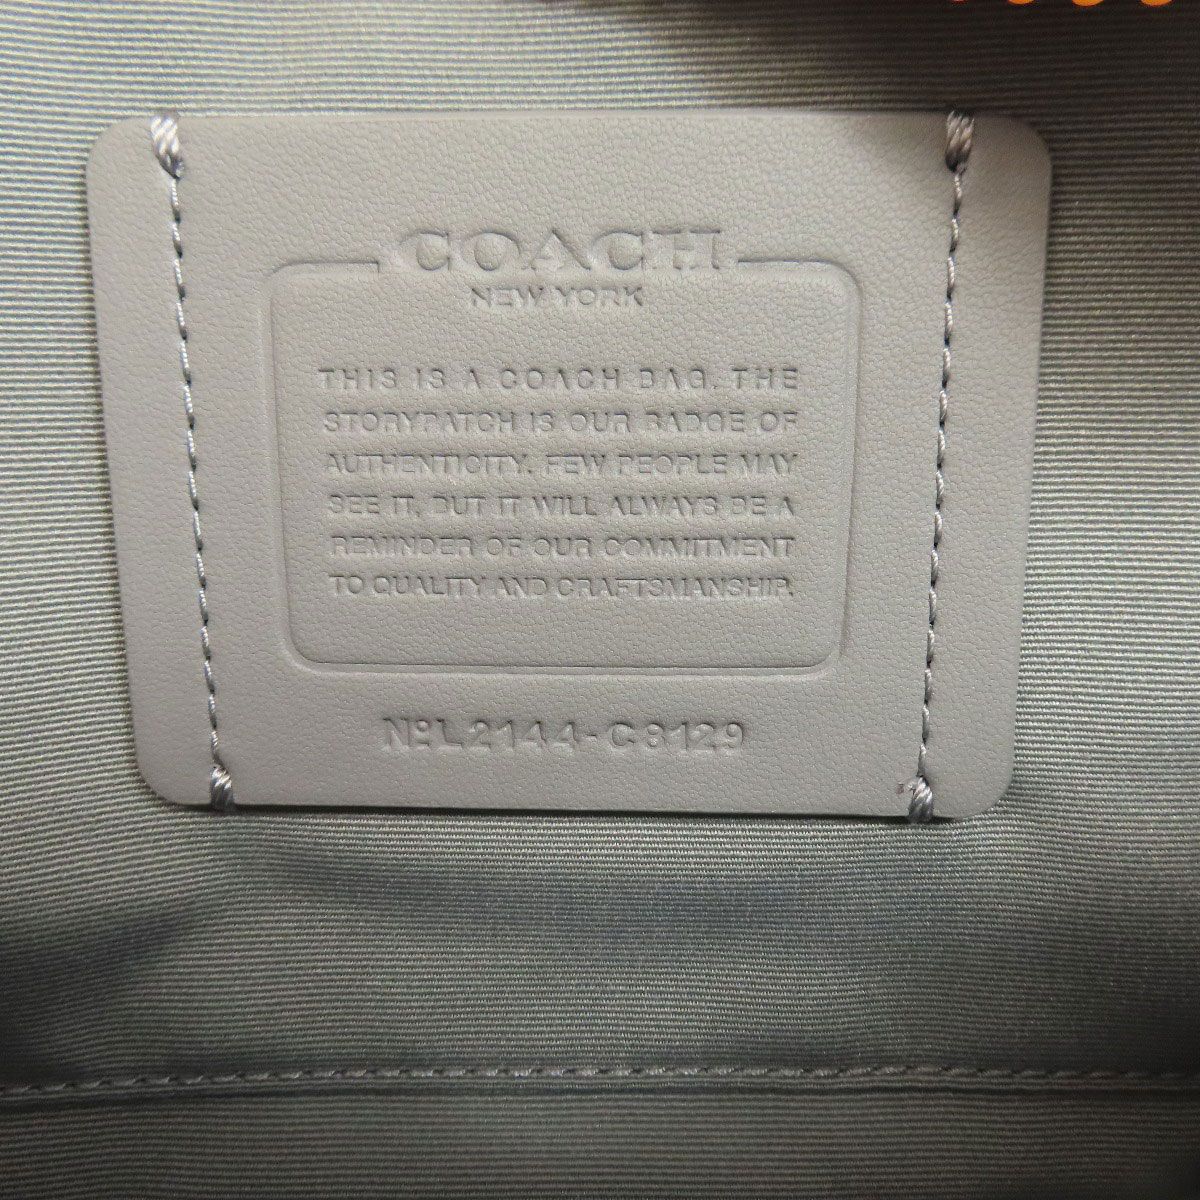 COACH
NEW YORK
THIS IS A COACH BAG. THE
STORYPATCH IS OUR BADGE OF
AUTHENTICITY. FEW PEOPLE MAY
SEE IT, BUT IT WILL ALWAYS BE A
REMINDER OF OUR COMMITMENT
TO QUALITY AND CRAFTSMANSHIP.
Nº L2144-C8129